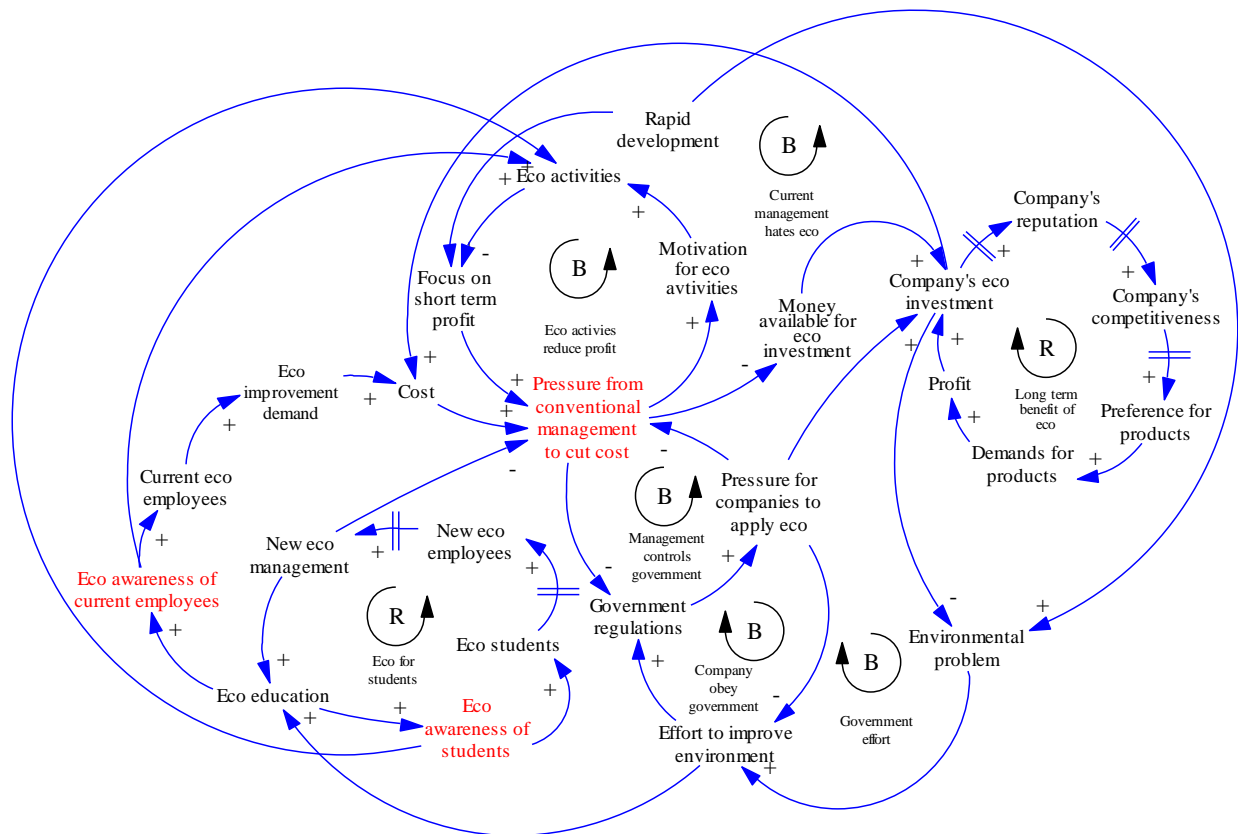 Rapid
development
B
Current
management
hates eco
Eco activities
+
+
+
Company's
reputation
+
-
B
Motivation
for eco
avtivities
Focus on
short term
profit
Eco activies
reduce profit
+
+
Company's eco
investment
+
Company's
competitiveness
+
Money
available for
eco
investment
+
-
+
+
R
Long term
benefit of
eco
Profit
+
+
Preference for
products
+
Demands for
products
Eco
improvement
demand
+
+
Cost
+
+
Pressure from
conventional
management
to cut cost
-
-
Current eco
employees
+
Pressure for
companies to
apply eco
+
B
Management
controls
government
-
New eco
management
+
New eco
employees
+
Eco awareness of
current employees
+
R
Eco for
students
Eco students
+
Government
regulations
+
B
Company
obey
government
-
B
Government
effort
-
+
Environmental
problem
+
Eco education
+
+
Eco
awareness of
students
Effort to improve
environment
+